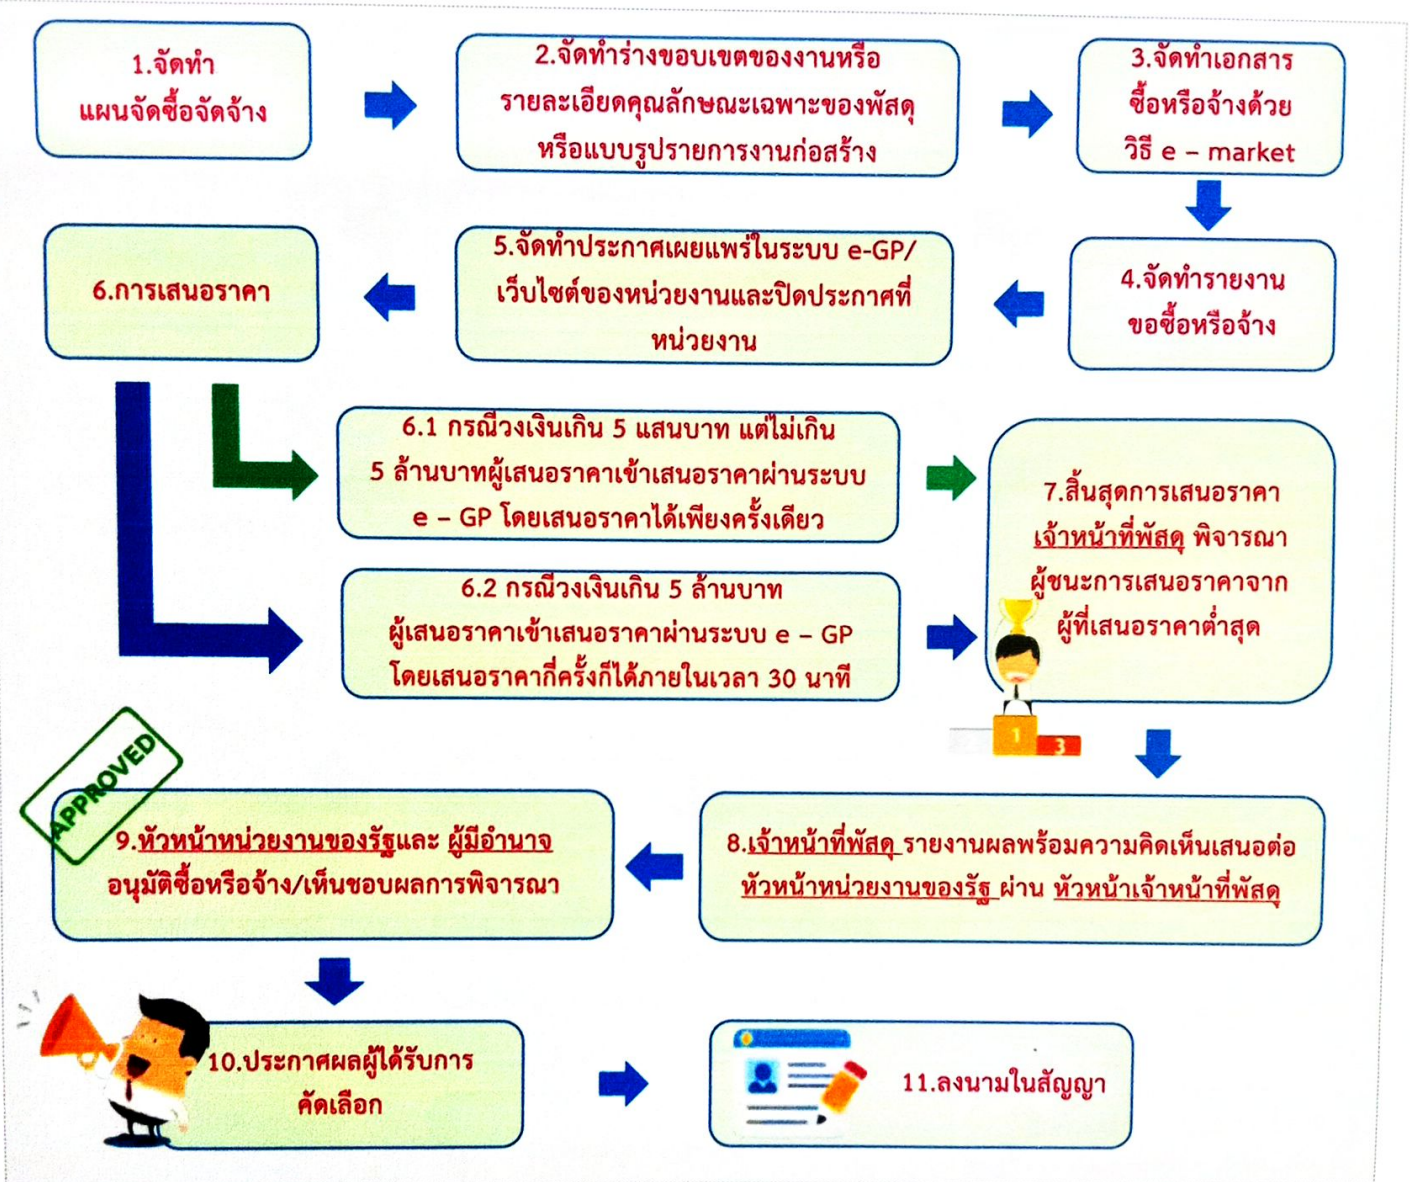 1.จัดทำ
แผนจัดซื้อจัดจ้าง
2.จัดทำร่างขอบเขตของงานหรือ
รายละเอียดคุณลักษณะเฉพาะของพัสดุ
หรือแบบรูปรายการงานก่อสร้าง
3.จัดทำเอกสาร
ซื้อหรือจ้างด้วย
วิธี e – market
4.จัดทำรายงาน
ขอซื้อหรือจ้าง
5.จัดทำประกาศเผยแพร่ในระบบ e-GP/
เว็บไซต์ของหน่วยงานและปิดประกาศที่
หน่วยงาน
6.การเสนอราคา
6.1 กรณีวงเงินเกิน 5 แสนบาท แต่ไม่เกิน
5 ล้านบาทผู้เสนอราคาเข้าเสนอราคาผ่านระบบ
e – GP โดยเสนอราคาได้เพียงครั้งเดียว
6.2 กรณีวงเงินเกิน 5 ล้านบาท
ผู้เสนอราคาเข้าเสนอราคาผ่านระบบ e – GP
โดยเสนอราคากี่ครั้งก็ได้ภายในเวลา 30 นาที
7.สิ้นสุดการเสนอราคา
เจ้าหน้าที่พัสดุ พิจารณา
ผู้ชนะการเสนอราคาจาก
ผู้ที่เสนอราคาต่ำสุด
1
3
8.เจ้าหน้าที่พัสดุ รายงานผลพร้อมความคิดเห็นเสนอต่อ
หัวหน้าหน่วยงานของรัฐ ผ่าน หัวหน้าเจ้าหน้าที่พัสดุ
APPROVED
9.หัวหน้าหน่วยงานของรัฐและ ผู้มีอำนาจ
อนุมัติซื้อหรือจ้าง/เห็นชอบผลการพิจารณา
10.ประกาศผลผู้ได้รับการ
คัดเลือก
11.ลงนามในสัญญา